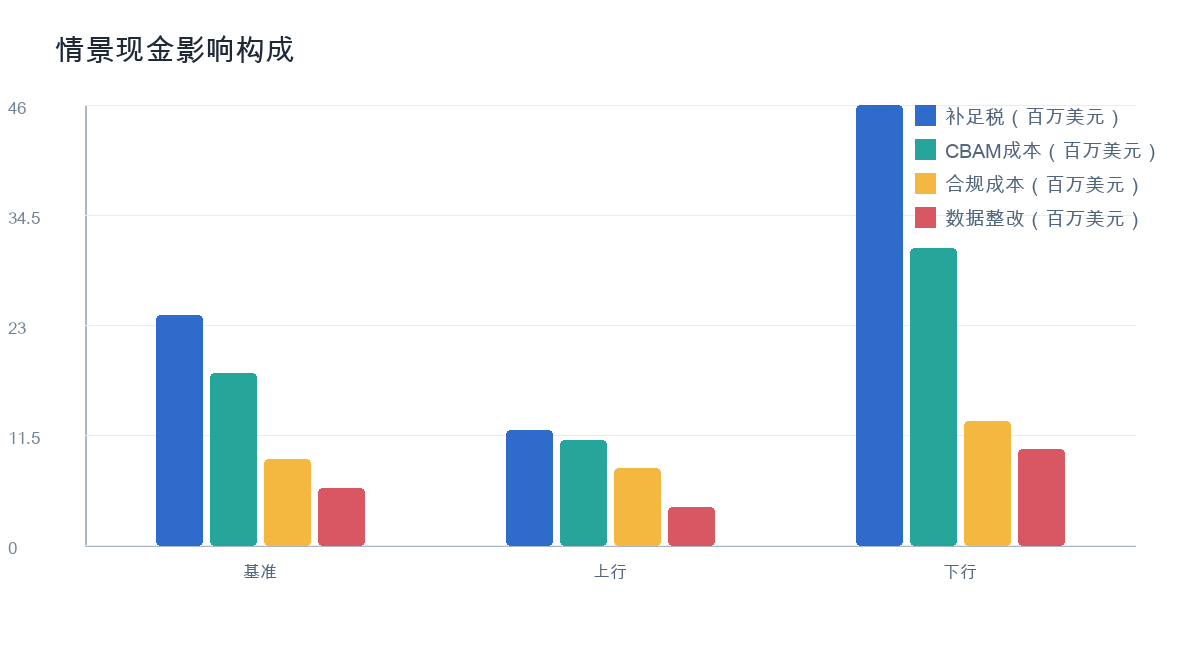 情景现金影响构成
46
34.5
23
11.5
0
补足税（百万美元）
CBAM成本（百万美元）
合规成本（百万美元）
数据整改（百万美元）
基准
上行
下行